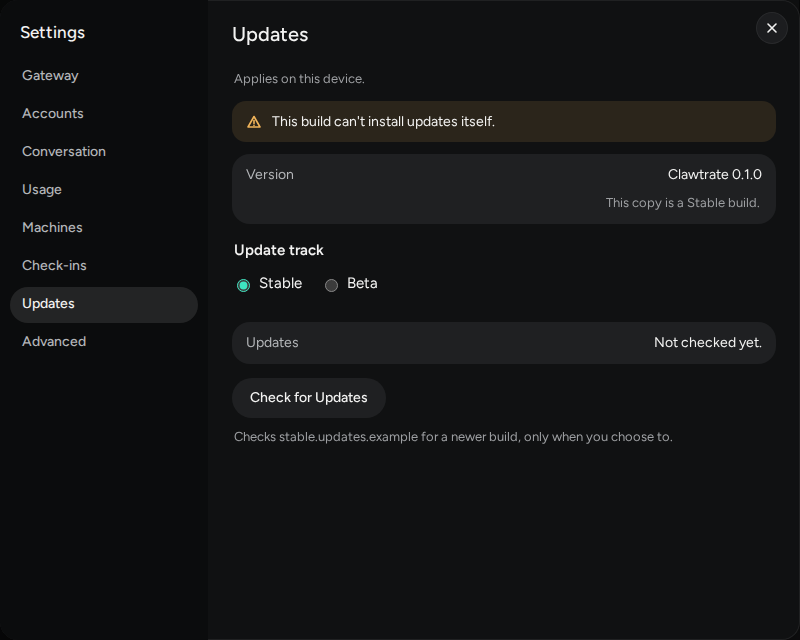 Settings
Gateway
Accounts
Conversation
Usage
Machines
Check-ins
Updates
Advanced
Updates
Applies on this device.
This build can't install updates itself.
Version
Clawtrate 0.1.0
This copy is a Stable build.
Update track
Stable
Beta
Updates
Not checked yet.
Check for Updates
Checks stable.updates.example for a newer build, only when you choose to.